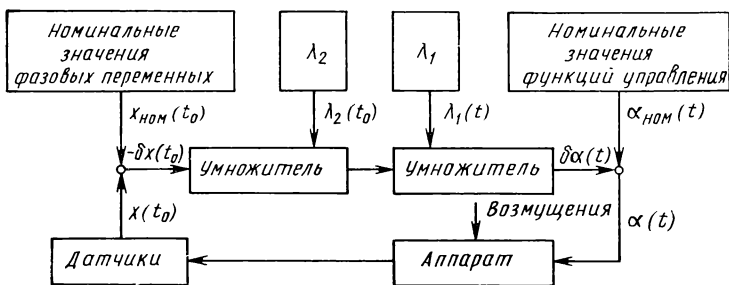 Номинальные
значения
фазовых переменных
λ₂
λ₁
Номинальные
значения
функций управления
xном(t₀)
λ₂(t₀)
λ₁(t)
αном(t)
-δx(t₀)
Умножитель
Умножитель
δα(t)
x(t₀)
Возмущения
α(t)
Датчики
Аппарат